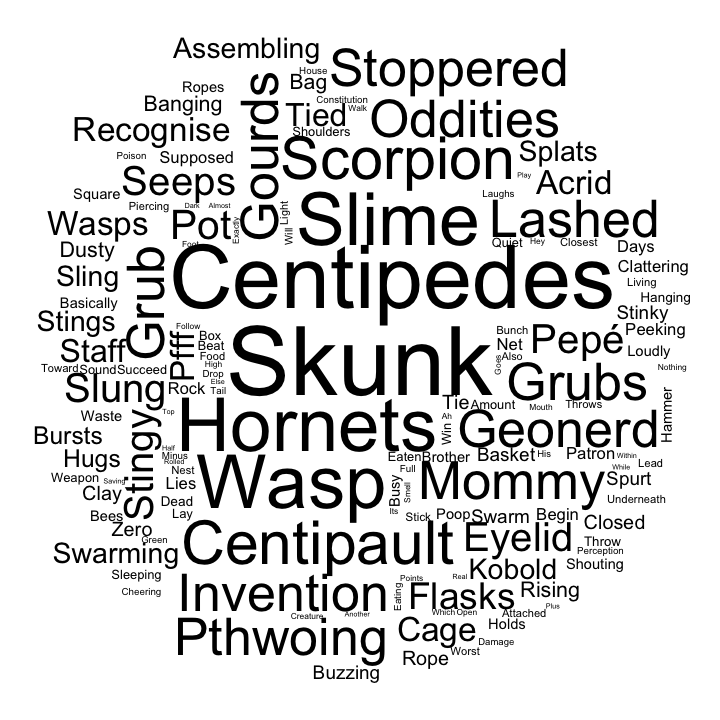 Assembling
House
Stoppered
Ropes
Bag
Gourds
Constitution
Banging
Walk
Tied
Oddities
Recognise
Shoulders
Scorpion
Splats
Poison
Supposed
Seeps
Play
Acrid
Square
Laughs
Piercing
Dark
Almost
Slime
Lashed
Wasps
Pot
Exactly
Will
Light
Foot
Quiet
Hey
Closest
Days
Dusty
Grub
Centipedes
Clattering
Sling
Living
Basically
Hanging
Stings
Stinky
Follow
Pfff
Box
Skunk
Bunch
Pepé
Peeking
Staff
Beat
Net
Loudly
Food
Goes
Also
Toward
Sound
Succeed
High
Nothing
Slung
Drop
Else
Tail
Rock
Grubs
Tie
Amount
Mouth
Throws
Hammer
Waste
Top
Hornets
Ah
Win
Geonerd
Bursts
Stingy
Half
Minus
Rolled
Eaten
Brother
Basket
His
Patron
Within
Hugs
Nest
Full
While
Lead
Weapon
Saving
Lies
Wasp
Busy
Small
Mommy
Spurt
Clay
Dead
Underneath
Bees
Lay
Its
Stick
Poop
Swarm
Begin
Closed
Zero
Green
Centipault
Eyelid
Throw
Perception
Swarming
Kobold
Shouting
Sleeping
Points
Real
Cheering
Invention
Eating
Flasks
Rising
Plus
Creature
Another
Which
Open
Attached
Pthwoing
Cage
Holds
Damage
Rope
Worst
Buzzing